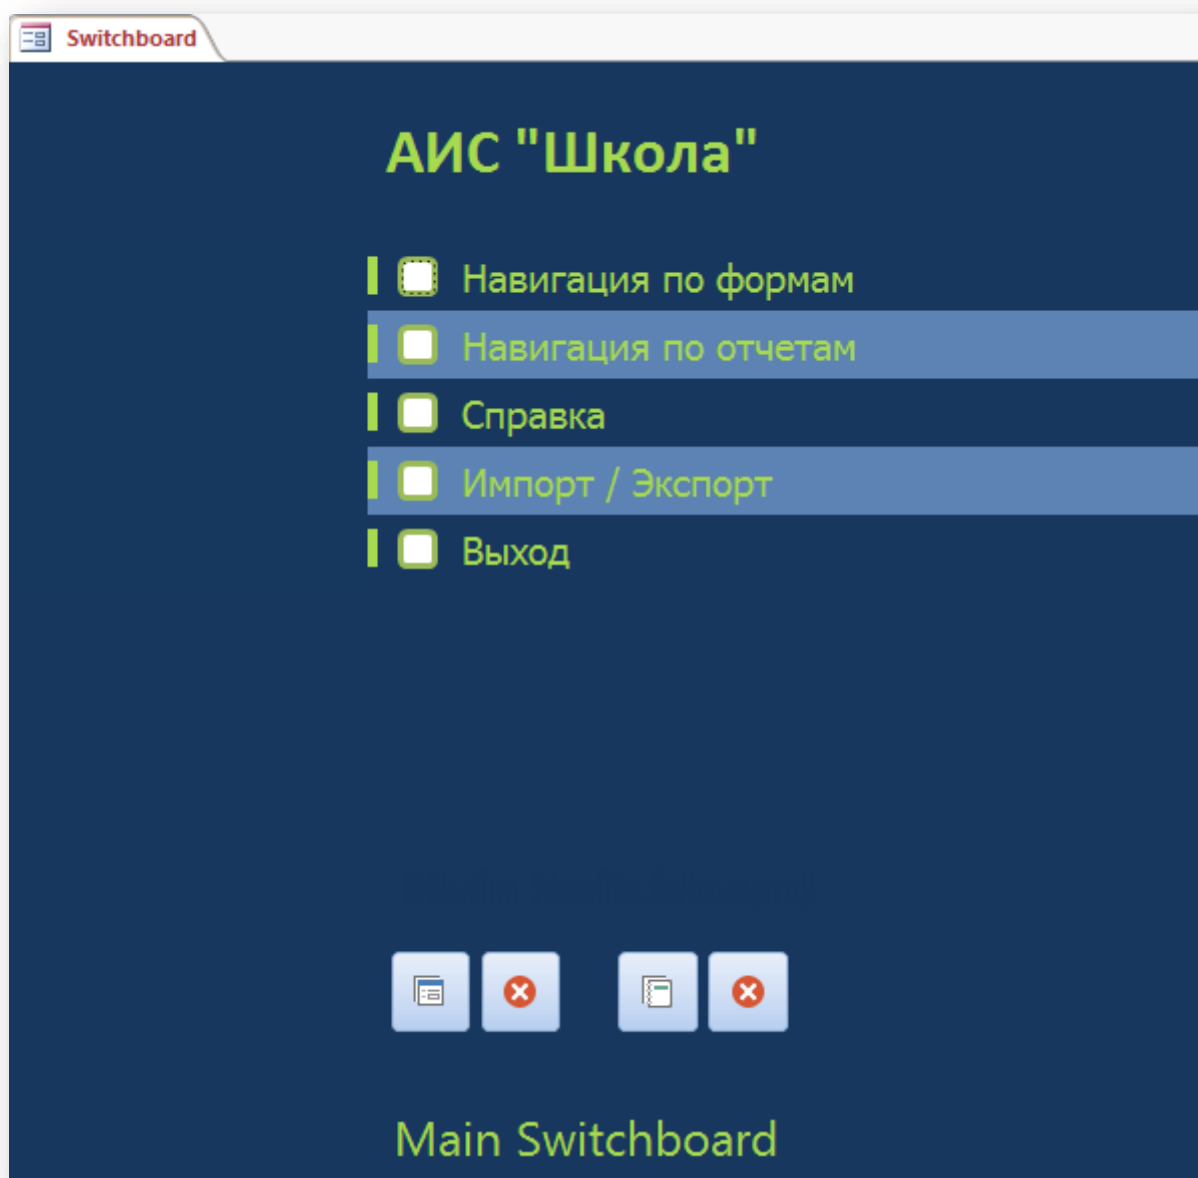 Switchboard
АИС "Школа"
Навигация по формам
Навигация по отчетам
Справка
Импорт / Экспорт
Выход
Main Switchboard